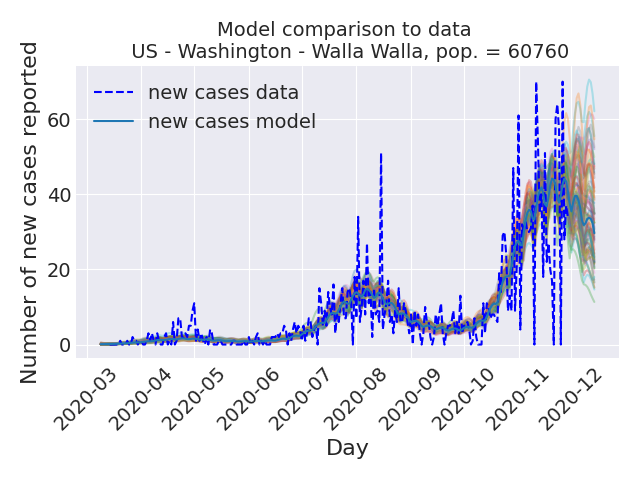 Model comparison to data
US - Washington - Walla Walla, pop. = 60760
new cases data
new cases model
Number of new cases reported
60
40
20
0
2020-03
2020-04
2020-05
2020-06
2020-07
2020-08
2020-09
2020-10
2020-11
2020-12
Day